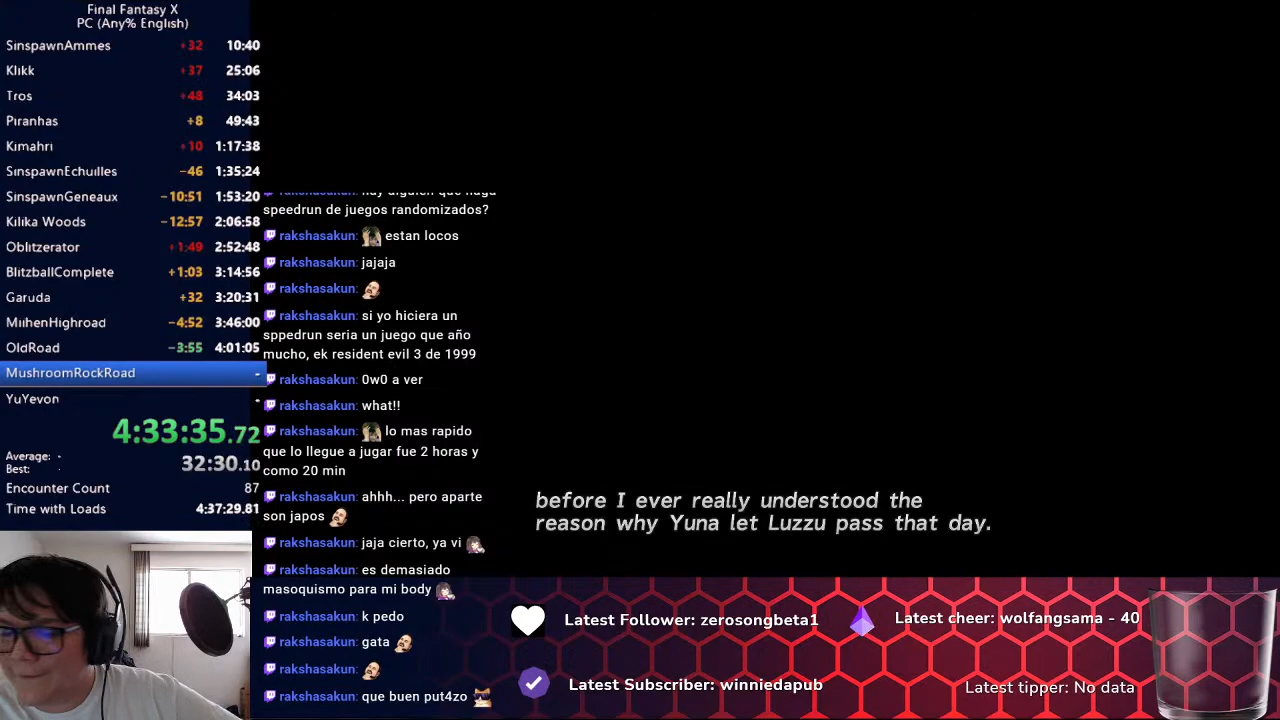 Final Fantasy X
PC (Any% English)
SinspawnAmmes +32 10:40
Klikk +37 25:06
Tros +48 34:03
Piranhas +8 49:43
Kimahri +10 1:17:38
SinspawnEchuilles −46 1:35:24
SinspawnGeneaux −10:51 1:53:20
Kilika Woods −12:57 2:06:58
Oblitzerator +1:49 2:52:48
BlitzballComplete +1:03 3:14:56
Garuda +32 3:20:31
MiihenHighroad −4:52 3:46:00
OldRoad −3:55 4:01:05
MushroomRockRoad -
YuYevon -
4:33:35.72
Average: -
Best: 32:30.10
Encounter Count 87
Time with Loads 4:37:29.81
speedrun de juegos randomizados?
rakshasakun: estan locos
rakshasakun: jajaja
rakshasakun:
rakshasakun: si yo hiciera un
sppedrun seria un juego que año
mucho, ek resident evil 3 de 1999
rakshasakun: 0w0 a ver
rakshasakun: what!!
rakshasakun: lo mas rapido
que lo llegue a jugar fue 2 horas y
como 20 min
rakshasakun: ahhh... pero aparte
son japos
rakshasakun: jaja cierto, ya vi
rakshasakun: es demasiado
masoquismo para mi body
rakshasakun: k pedo
rakshasakun: gata
rakshasakun:
rakshasakun: que buen put4zo
before I ever really understood the
reason why Yuna let Luzzu pass that day.
Latest Follower: zerosongbeta1
Latest cheer: wolfangsama - 40
Latest Subscriber: winniedapub
Latest tipper: No data